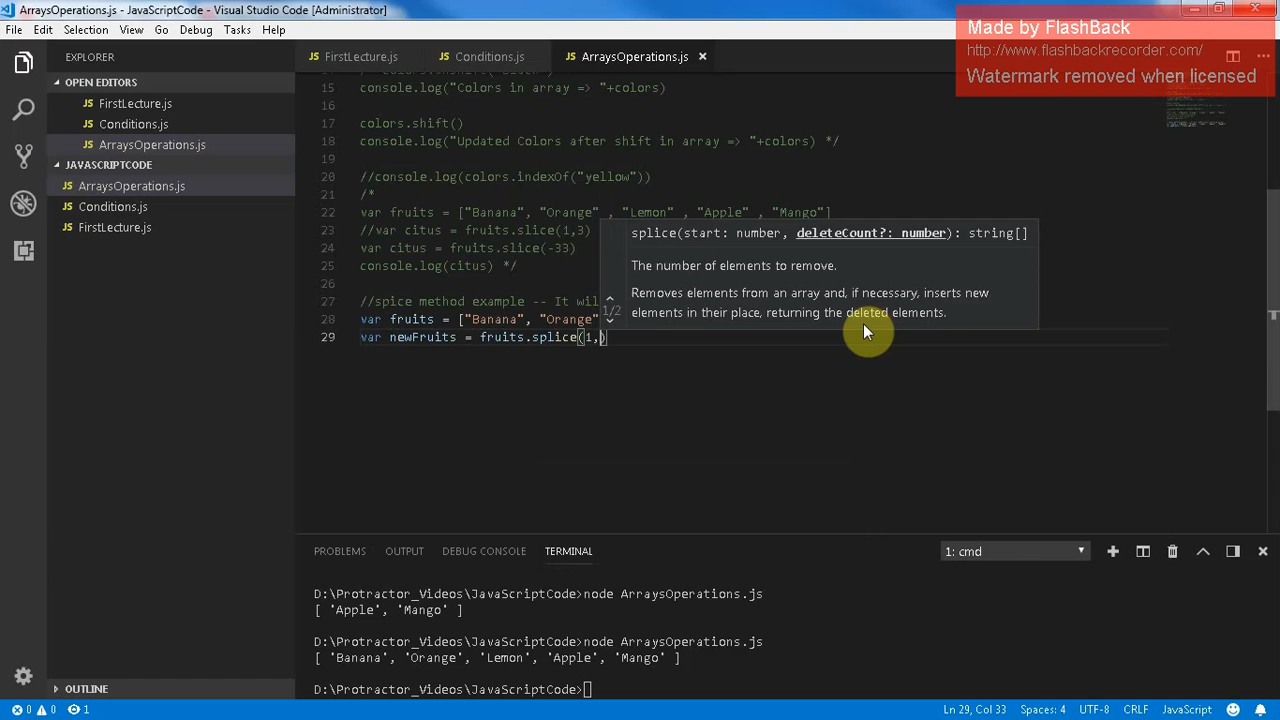 ArraysOperations.js - JavaScriptCode - Visual Studio Code [Administrator]
Made by FlashBack
http://www.flashbackrecorder.com/
Watermark removed when licensed
File Edit Selection View Go Debug Tasks Help
EXPLORER
FirstLecture.js
Conditions.js
ArraysOperations.js
OPEN EDITORS
FirstLecture.js
Conditions.js
ArraysOperations.js
JAVASCRIPTCODE
ArraysOperations.js
Conditions.js
FirstLecture.js
15 console.log("Colors in array => "+colors)
16
17 colors.shift()
18 console.log("Updated Colors after shift in array => "+colors) */
19
20 //console.log(colors.indexOf("yellow"))
21 /*
22 var fruits = ["Banana", "Orange" , "Lemon" , "Apple" , "Mango"]
23 //var citus = fruits.slice(1,3)
24 var citus = fruits.slice(-33)
25 console.log(citus) */
26
27 //spice method example -- It wil
28 var fruits = ["Banana", "Orange"
29 var newFruits = fruits.splice(1,)
splice(start: number, deleteCount?: number): string[]
The number of elements to remove.
1/2
Removes elements from an array and, if necessary, inserts new
elements in their place, returning the deleted elements.
PROBLEMS OUTPUT DEBUG CONSOLE TERMINAL
1: cmd
D:\Protractor_Videos\JavaScriptCode>node ArraysOperations.js
[ 'Apple', 'Mango' ]
D:\Protractor_Videos\JavaScriptCode>node ArraysOperations.js
[ 'Banana', 'Orange', 'Lemon', 'Apple', 'Mango' ]
D:\Protractor_Videos\JavaScriptCode>
OUTLINE
0 0 1
Ln 29, Col 33 Spaces: 4 UTF-8 CRLF JavaScript